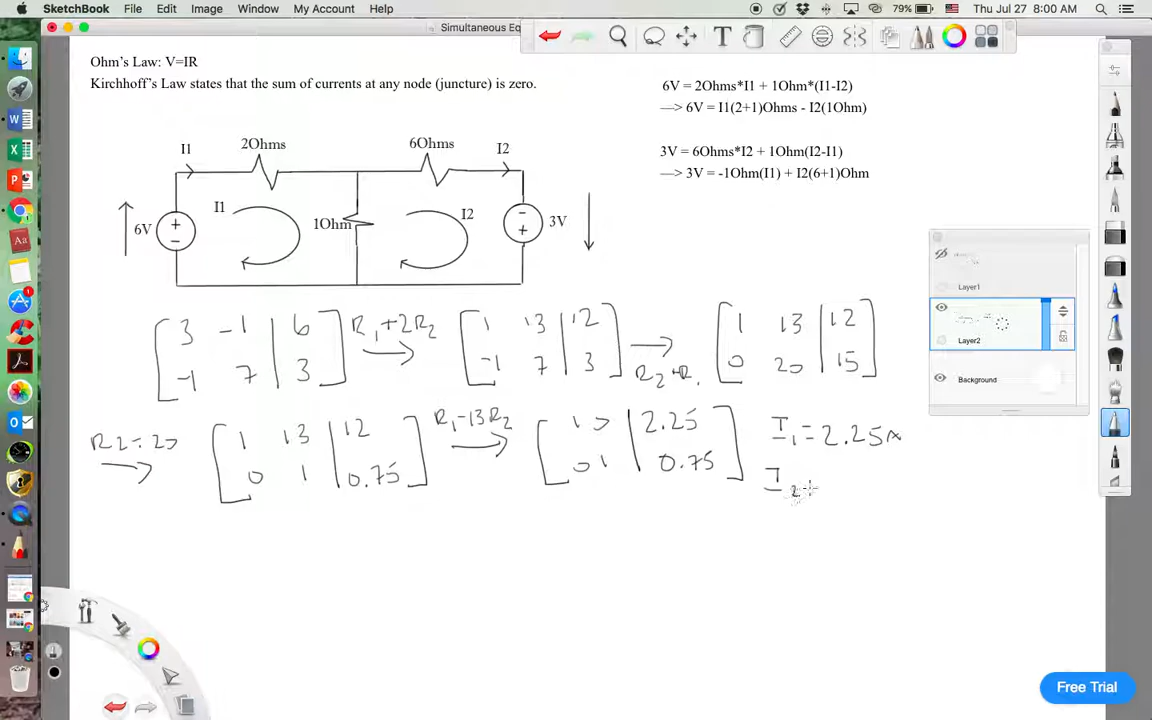 SketchBook File Edit Image Window My Account Help 79% Thu Jul 27 8:00 AM
Simultaneous Eq
Ohm's Law: V=IR
Kirchhoff's Law states that the sum of currents at any node (juncture) is zero.
6V = 2Ohms*I1 + 1Ohm*(I1-I2)
—> 6V = I1(2+1)Ohms - I2(1Ohm)
3V = 6Ohms*I2 + 1Ohm(I2-I1)
—> 3V = -1Ohm(I1) + I2(6+1)Ohm
I1 2Ohms 6Ohms I2
I1 1Ohm I2
6V + − - + 3V
3 -1 6 R1+2R2 1 13 12 1 13 12
-1 7 3 -1 7 3 R2+R1 0 20 15
R2÷20 1 13 12 R1-13R2 1 0 2.25 I1=2.25A
0 1 0.75 0 1 0.75 I2
Layer1
Layer2
Background
Free Trial